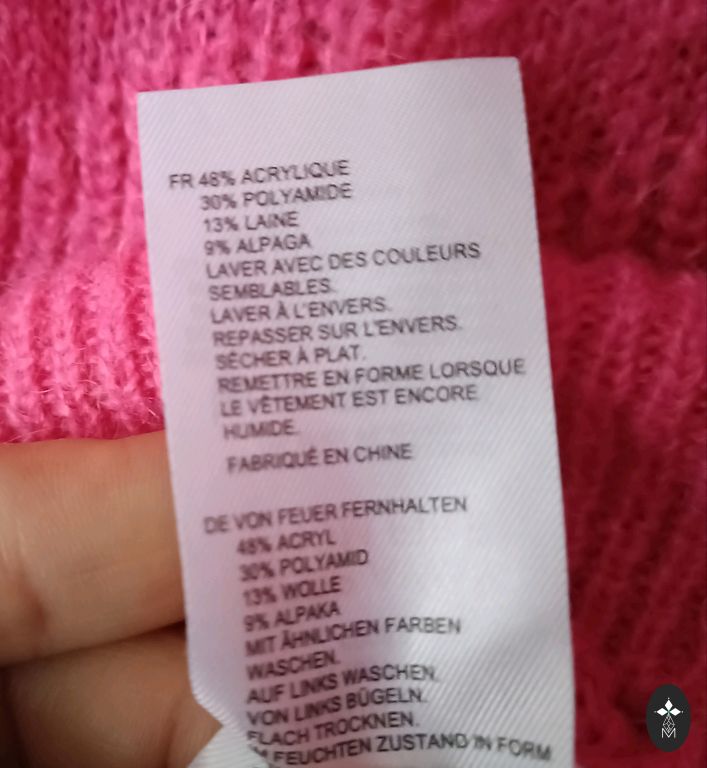 FR 48% ACRYLIQUE
30% POLYAMIDE
13% LAINE
9% ALPAGA
LAVER AVEC DES COULEURS
SEMBLABLES.
LAVER À L'ENVERS.
REPASSER SUR L'ENVERS.
SÉCHER À PLAT.
REMETTRE EN FORME LORSQUE
LE VÊTEMENT EST ENCORE
HUMIDE.
FABRIQUÉ EN CHINE
DE VON FEUER FERNHALTEN
48% ACRYL
30% POLYAMID
13% WOLLE
9% ALPAKA
MIT ÄHNLICHEN FARBEN
WASCHEN.
AUF LINKS WASCHEN.
VON LINKS BÜGELN.
FLACH TROCKNEN.
FEUCHTEN ZUSTAND IN FORM
M